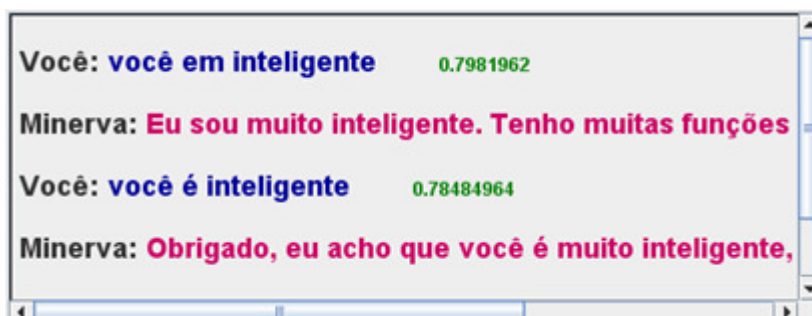 Você: você em inteligente 0.7981962
Minerva: Eu sou muito inteligente. Tenho muitas funções
Você: você é inteligente 0.78484964
Minerva: Obrigado, eu acho que você é muito inteligente,